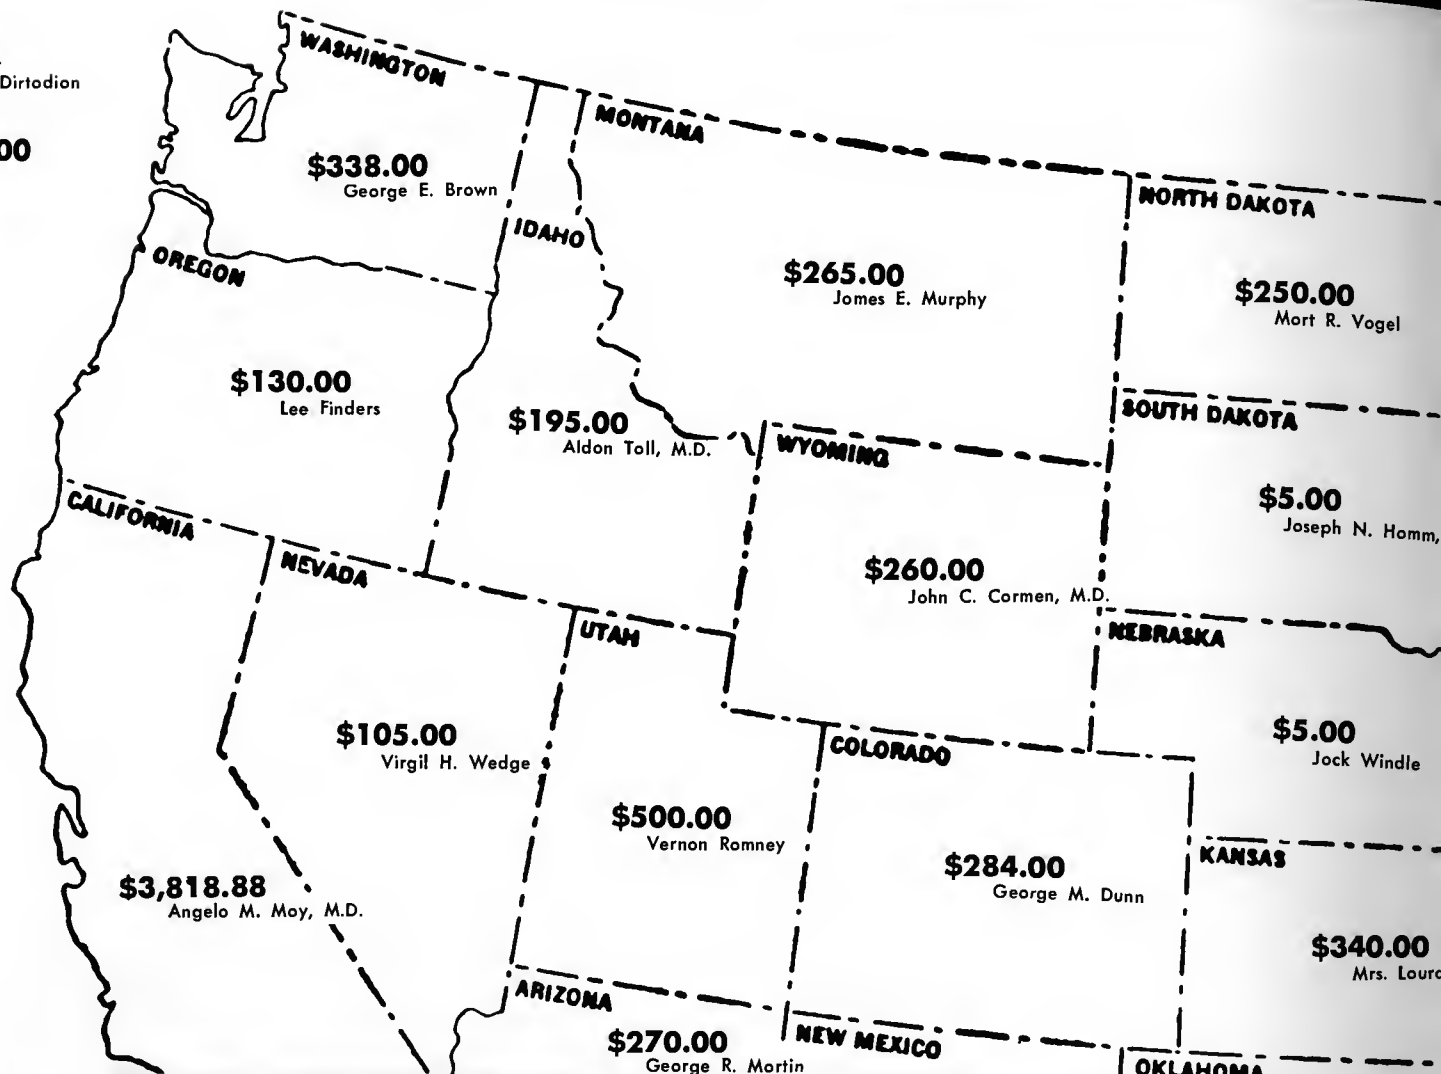 Dirtodion
00
WASHINGTON
$338.00
George E. Brown
MONTANA
$265.00
Jomes E. Murphy
NORTH DAKOTA
$250.00
Mort R. Vogel
IDAHO
$195.00
Aldon Toll, M.D.
OREGON
$130.00
Lee Finders
SOUTH DAKOTA
$5.00
Joseph N. Homm,
WYOMING
$260.00
John C. Cormen, M.D.
CALIFORNIA
$3,818.88
Angelo M. Moy, M.D.
NEVADA
$105.00
Virgil H. Wedge
UTAH
$500.00
Vernon Romney
NEBRASKA
$5.00
Jock Windle
COLORADO
$284.00
George M. Dunn
KANSAS
$340.00
Mrs.
ARIZONA
$270.00
George R. Mortin
NEW MEXICO
OKLAHOMA